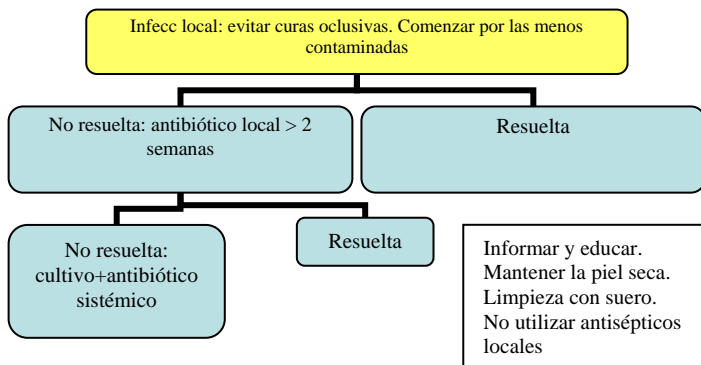 Infecc local: evitar curas oclusivas. Comenzar por las menos
contaminadas
No resuelta: antibiótico local > 2
semanas
Resuelta
No resuelta:
cultivo+antibiótico
sistémico
Resuelta
Informar y educar.
Mantener la piel seca.
Limpieza con suero.
No utilizar antisépticos
locales